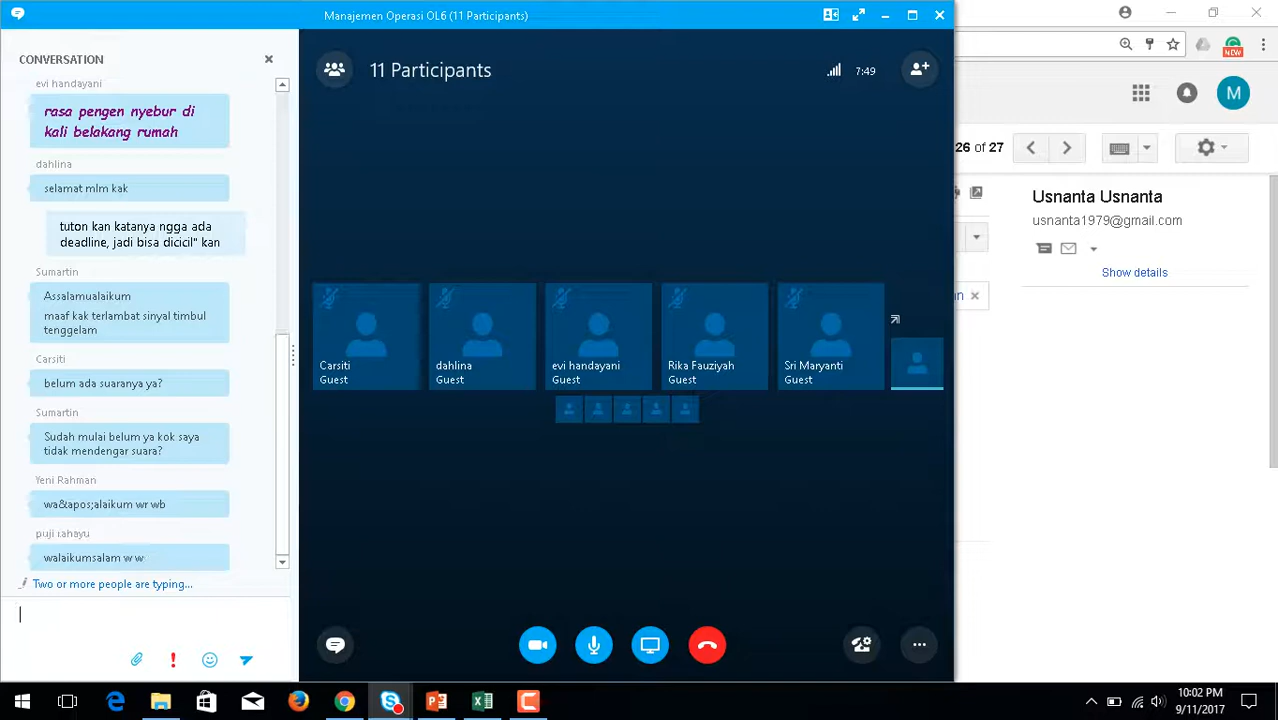 Manajemen Operasi OL6 (11 Participants)
CONVERSATION
evi handayani
rasa pengen nyebur di
kali belakang rumah
dahlina
selamat mlm kak
tuton kan katanya ngga ada
deadline, jadi bisa dicicil" kan
Sumartin
Assalamualaikum
maaf kak terlambat sinyal timbul
tenggelam
Carsiti
belum ada suaranya ya?
Sumartin
Sudah mulai belum ya kok saya
tidak mendengar suara?
Yeni Rahman
wa&apos;alaikum wr wb
puji rahayu
walaikumsalam w w
Two or more people are typing...
11 Participants
7:49
Carsiti
Guest
dahlina
Guest
evi handayani
Guest
Rika Fauziyah
Guest
Sri Maryanti
Guest
NEW
M
26 of 27
Usnanta Usnanta
usnanta1979@gmail.com
Show details
10:02 PM
9/11/2017